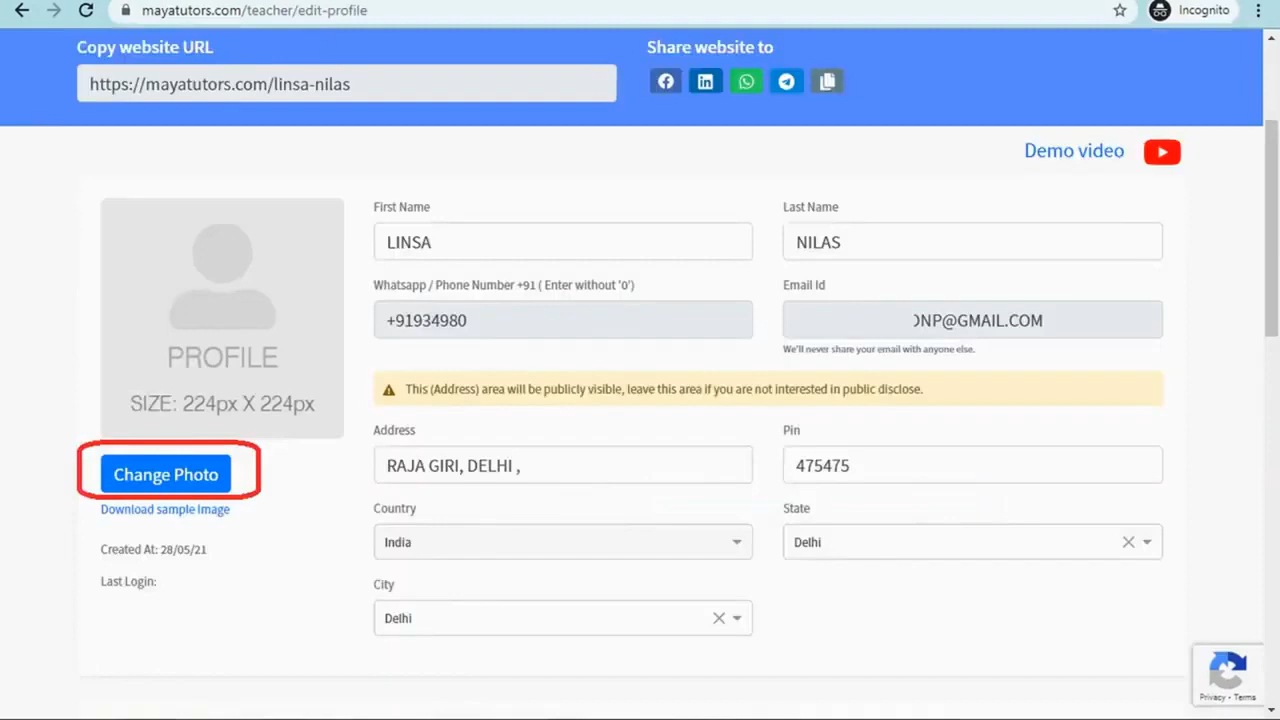 mayatutors.com/teacher/edit-profile
Incognito
Copy website URL
Share website to
https://mayatutors.com/linsa-nilas
Demo video
First Name
Last Name
LINSA
NILAS
Whatsapp / Phone Number +91 ( Enter without '0')
Email Id
+91934980
NP@GMAIL.COM
We'll never share your email with anyone else.
PROFILE
SIZE: 224px X 224px
This (Address) area will be publicly visible, leave this area if you are not interested in public disclose.
Address
Pin
RAJA GIRI, DELHI ,
475475
Change Photo
Download sample Image
Country
State
India
Delhi
Created At: 28/05/21
Last Login:
City
Delhi
Privacy - Terms